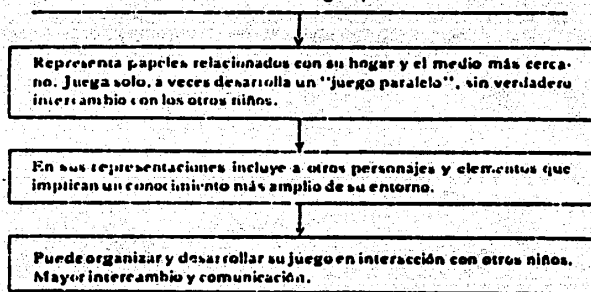 Representa papeles relacionados con su hogar y el medio más cerca-
no. Juega solo, a veces desarrolla un "juego paralelo", sin verdadero
intercambio con los otros niños.
En sus representaciones incluye a otros personajes y elementos que
implican un conocimiento más amplio de su entorno.
Puede organizar y desarrollar su juego en interacción con otros niños.
Mayor intercambio y comunicación.